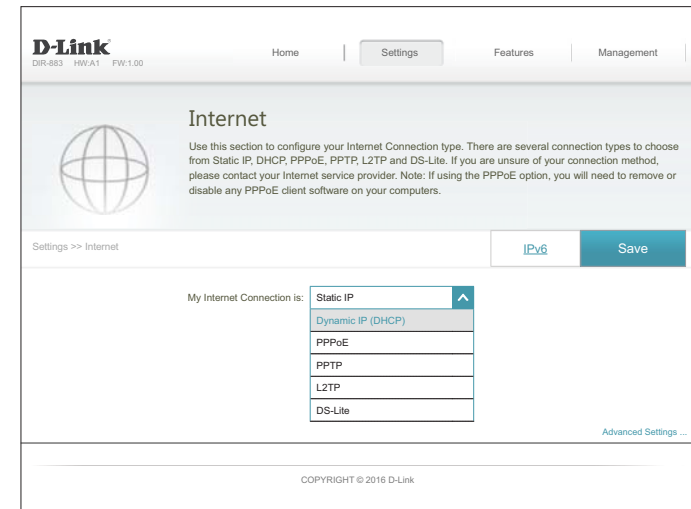 D-Link
DIR-883 HW:A1 FW:1.00
Home
Settings
Features
Management
Internet
Use this section to configure your Internet Connection type. There are several connection types to choose
from Static IP, DHCP, PPPoE, PPTP, L2TP and DS-Lite. If you are unsure of your connection method,
please contact your Internet service provider. Note: If using the PPPoE option, you will need to remove or
disable any PPPoE client software on your computers.
Settings >> Internet
IPv6
Save
My Internet Connection is: Static IP
Dynamic IP (DHCP)
PPPoE
PPTP
L2TP
DS-Lite
Advanced Settings ...
COPYRIGHT © 2016 D-Link